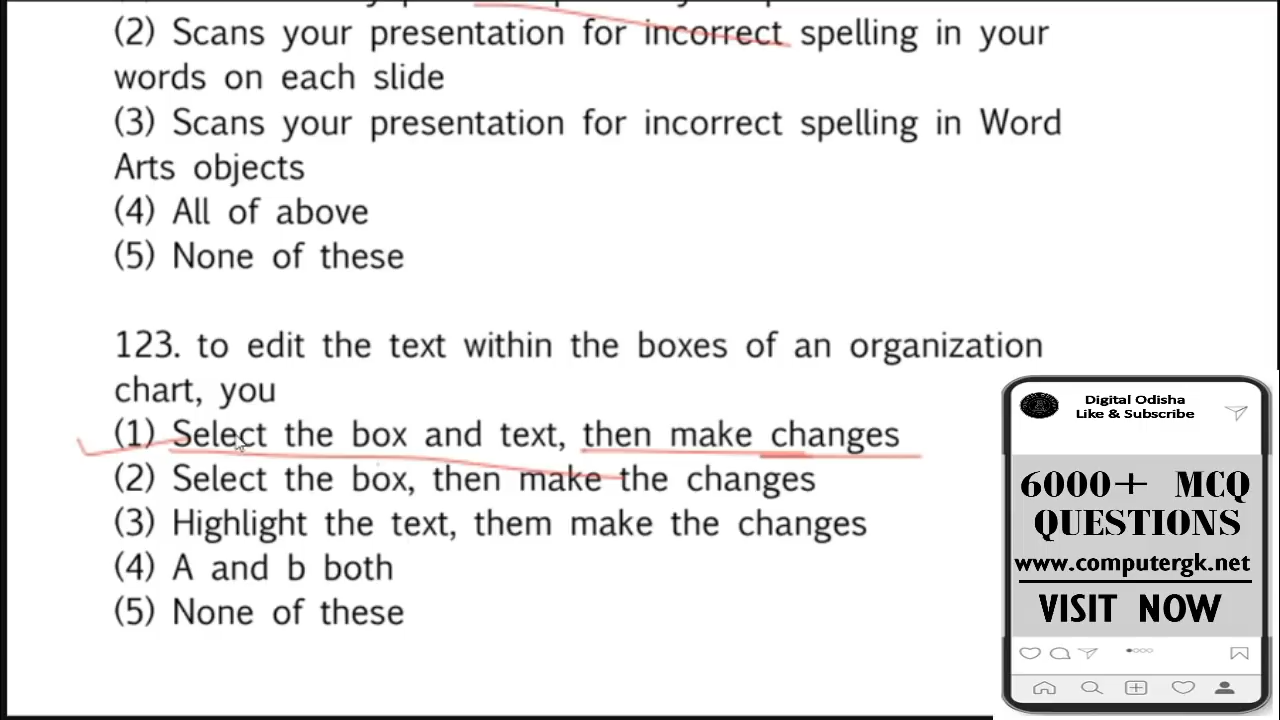 (2) Scans your presentation for incorrect spelling in your
words on each slide
(3) Scans your presentation for incorrect spelling in Word
Arts objects
(4) All of above
(5) None of these
123. to edit the text within the boxes of an organization
chart, you
(1) Select the box and text, then make changes
(2) Select the box, then make the changes
(3) Highlight the text, them make the changes
(4) A and b both
(5) None of these
Digital Odisha
Like & Subscribe
6000+ MCQ
QUESTIONS
www.computergk.net
VISIT NOW